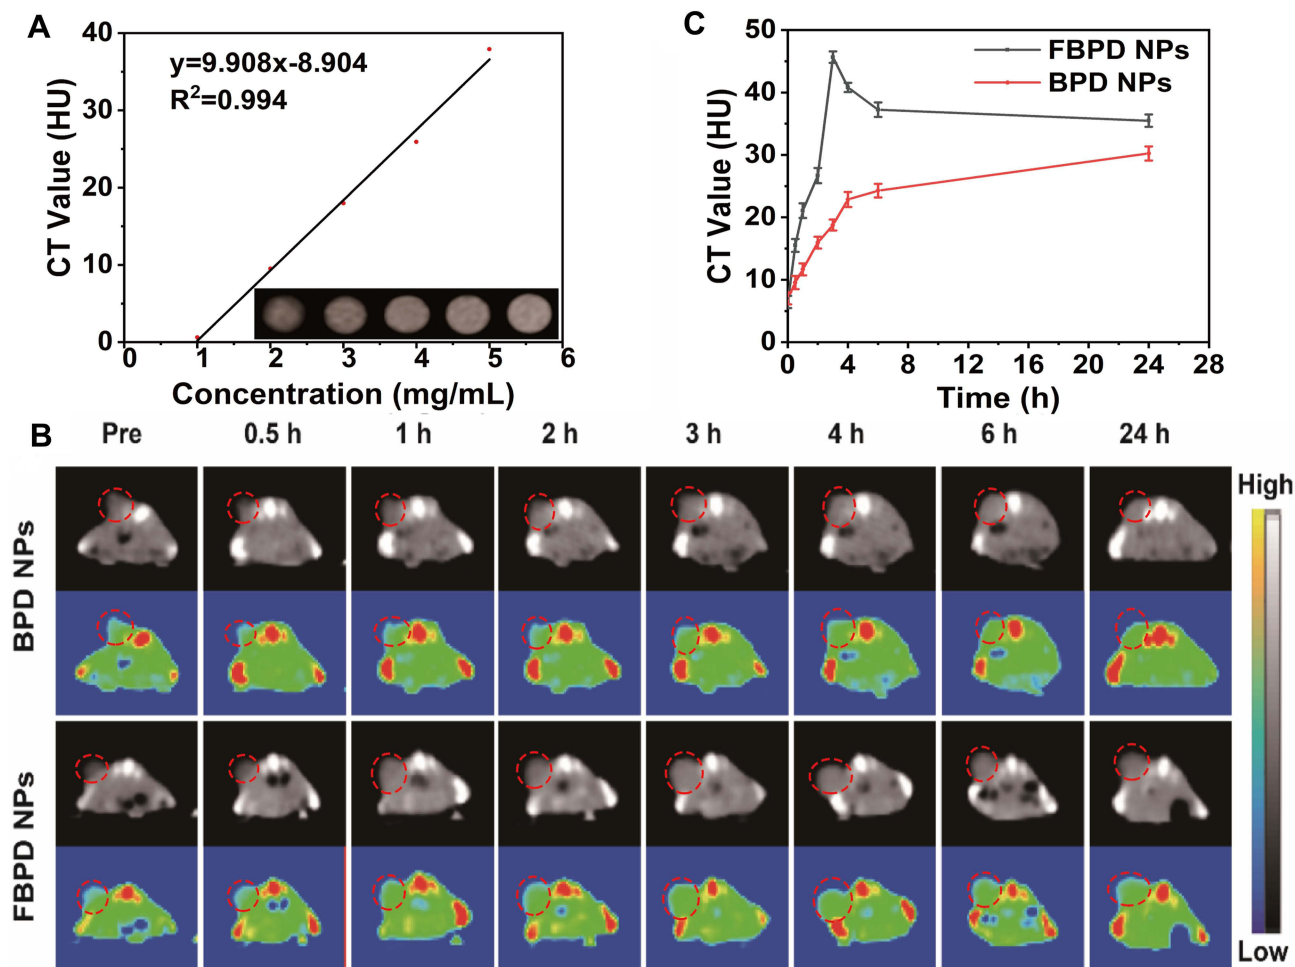 A
y=9.908x-8.904
R²=0.994
CT Value (HU)
40
30
20
10
0
0 1 2 3 4 5 6
Concentration (mg/mL)
C
FBPD NPs
BPD NPs
CT Value (HU)
50
40
30
20
10
0
0 4 8 12 16 20 24 28
Time (h)
B
Pre 0.5 h 1 h 2 h 3 h 4 h 6 h 24 h
BPD NPs
FBPD NPs
High
Low